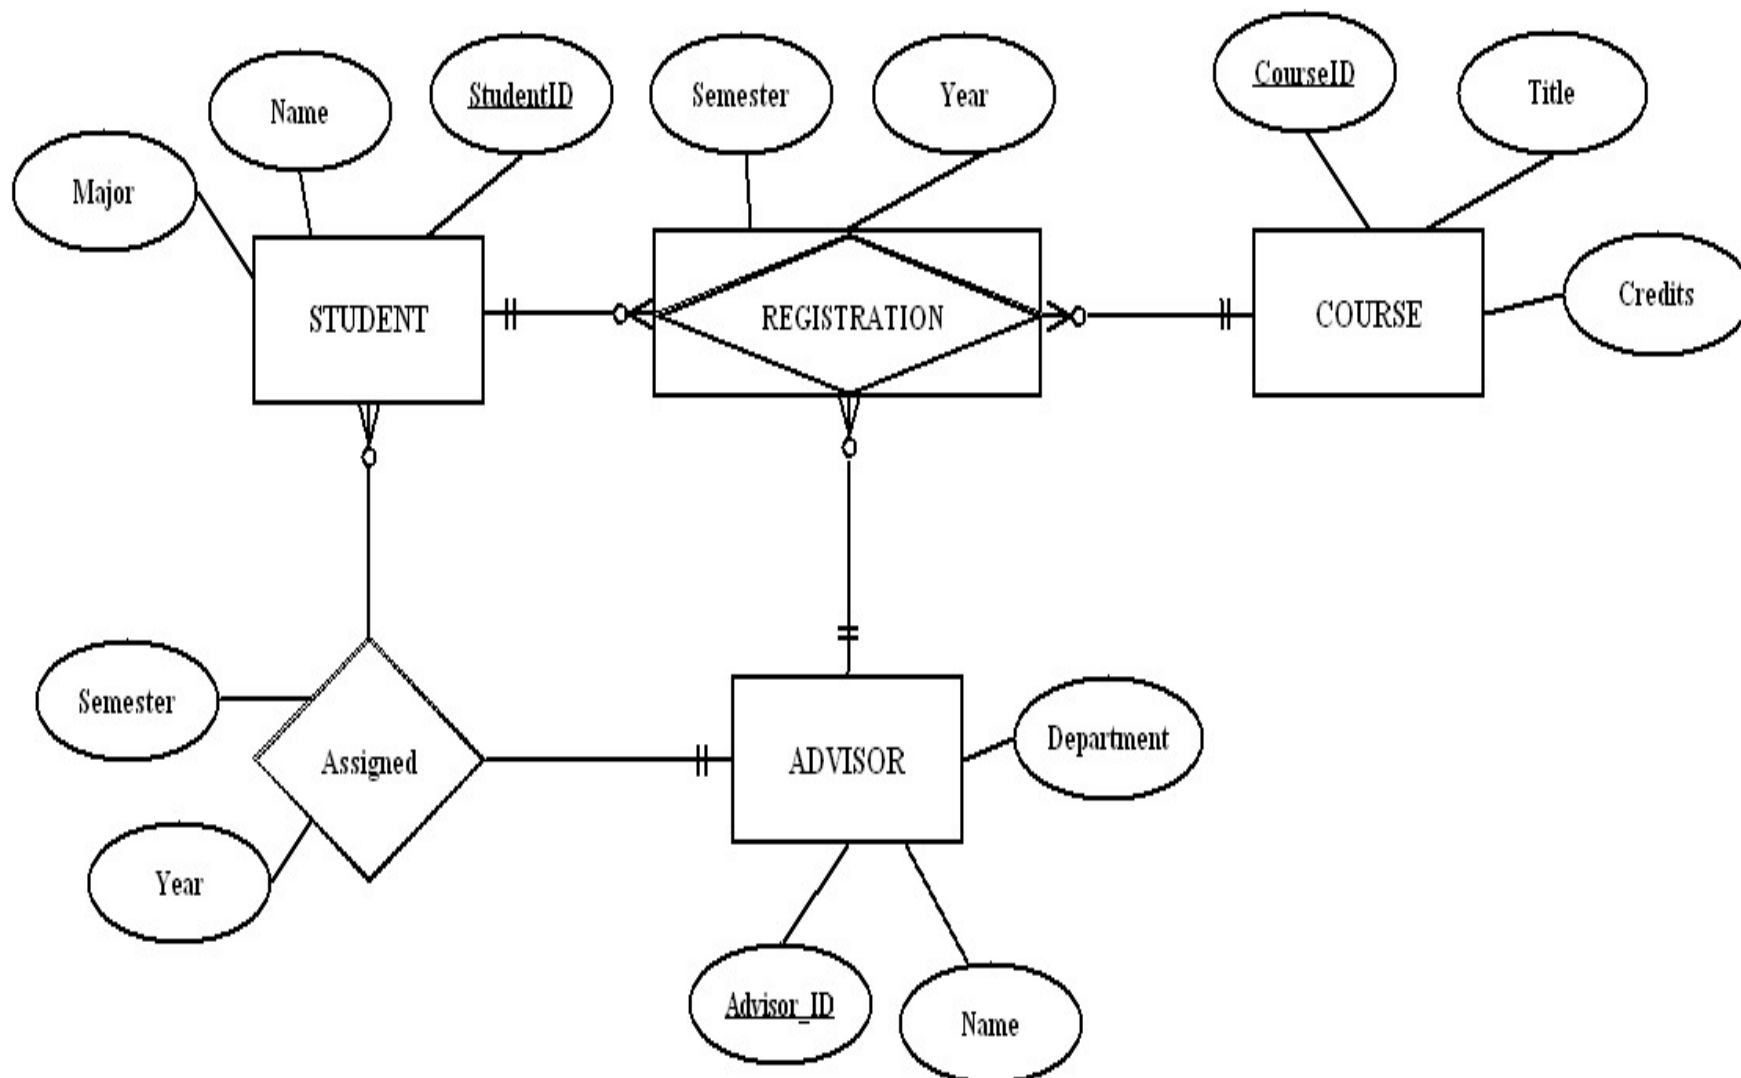 CourseID
Title
Semester
Year
StudentID
Name
Major
STUDENT
REGISTRATION
COURSE
Credits
Semester
Assigned
ADVISOR
Department
Year
Advisor_ID
Name